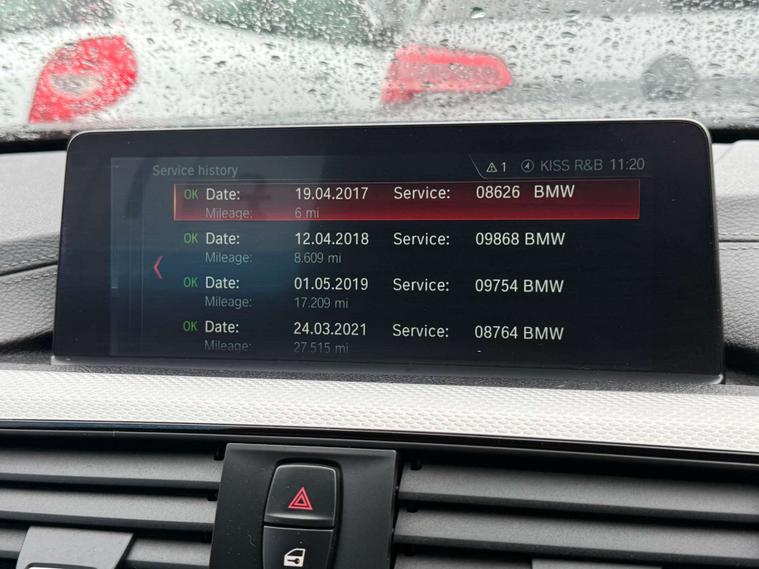 Service history
1 KISS R&B 11:20
OK Date: 19.04.2017 Service: 08626 BMW
Mileage: 6 mi
OK Date: 12.04.2018 Service: 09868 BMW
Mileage: 8.609 mi
OK Date: 01.05.2019 Service: 09754 BMW
Mileage: 17.209 mi
OK Date: 24.03.2021 Service: 08764 BMW
Mileage: 27.515 mi